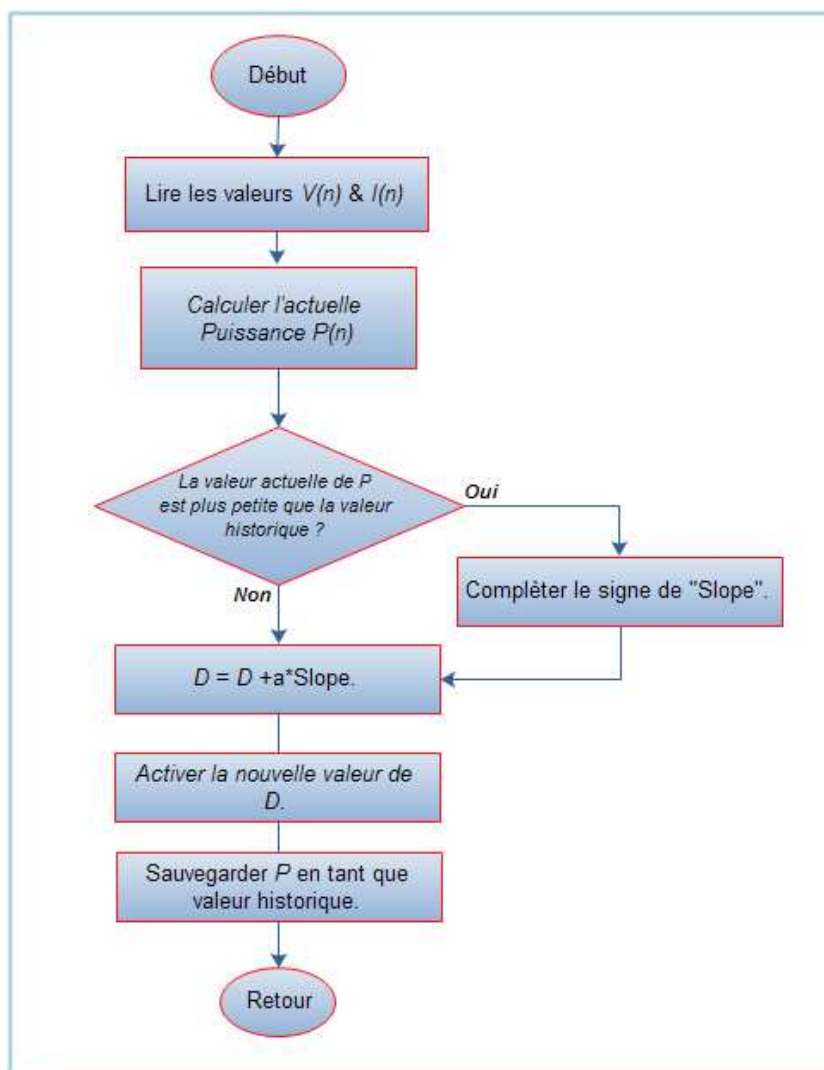 Début
Lire les valeurs V(n) & I(n)
Calculer l'actuelle
Puissance P(n)
La valeur actuelle de P
est plus petite que la valeur
historique ?
Oui
Non
Complèter le signe de "Slope".
D = D +a*Slope.
Activer la nouvelle valeur de
D.
Sauvegarder P en tant que
valeur historique.
Retour